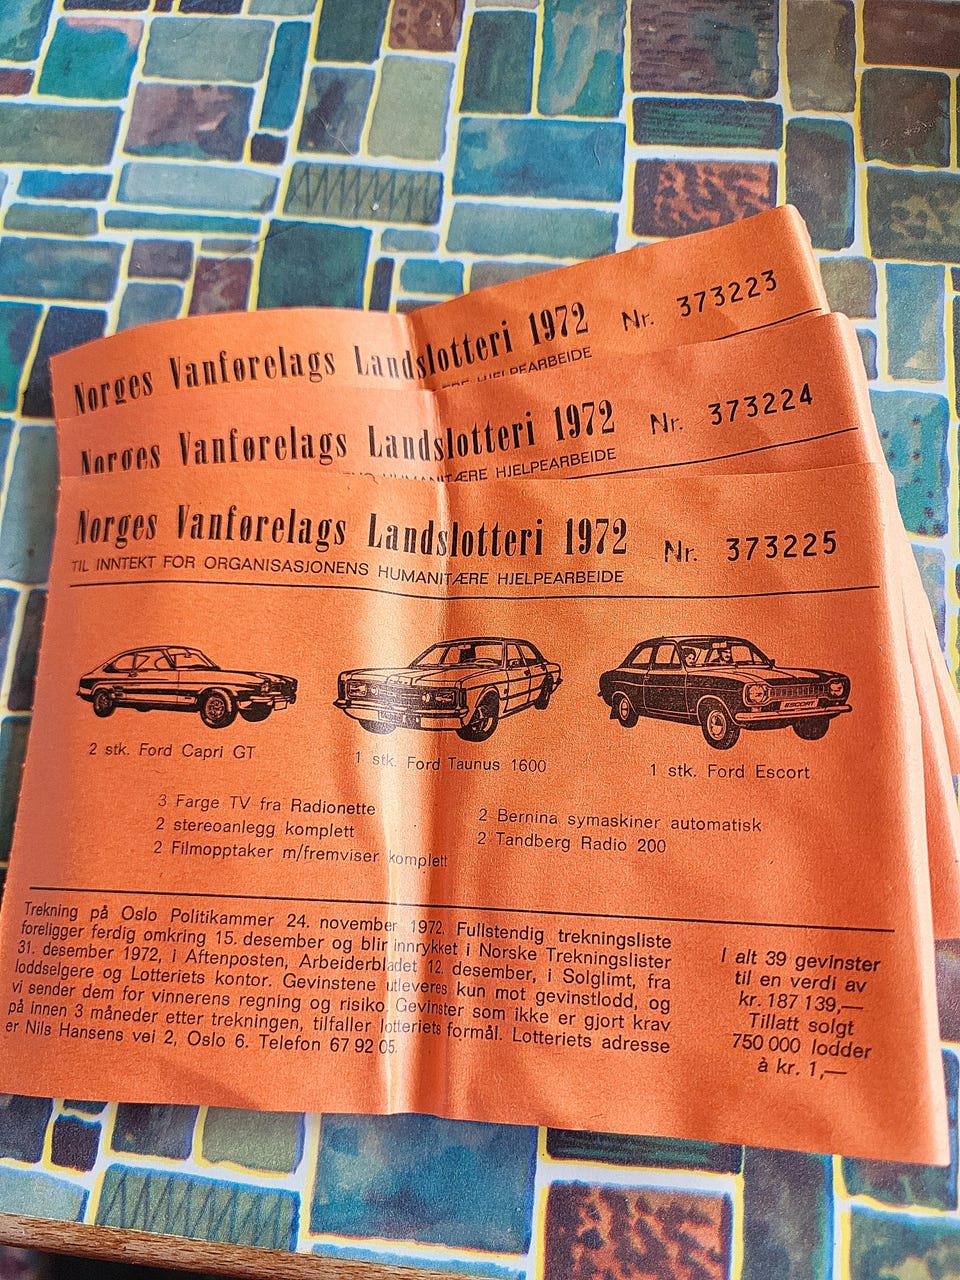 Norges Vanførelags Landslotteri 1972 Nr. 373223
HJELPEARBEIDE
Norges Vanførelags Landslotteri 1972 Nr. 373224
HUMANITÆRE HJELPEARBEIDE
Norges Vanførelags Landslotteri 1972 Nr. 373225
TIL INNTEKT FOR ORGANISASJONENS HUMANITÆRE HJELPEARBEIDE
ESCORT
2 stk. Ford Capri GT
1 stk. Ford Taunus 1600
1 stk. Ford Escort
3 Farge TV fra Radionette
2 stereoanlegg komplett
2 Filmopptaker m/fremviser komplett
2 Bernina symaskiner automatisk
2 Tandberg Radio 200
Trekning på Oslo Politikammer 24. november 1972. Fullstendig trekningsliste
foreligger ferdig omkring 15. desember og blir innrykket i Norske Trekningslister
31. desember 1972, i Aftenposten, Arbeiderbladet 12. desember, i Solglimt, fra
loddselgere og Lotteriets kontor. Gevinstene utleveres kun mot gevinstlodd, og
vi sender dem for vinnerens regning og risiko. Gevinster som ikke er gjort krav
på innen 3 måneder etter trekningen, tilfaller lotteriets formål. Lotteriets adresse
er Nils Hansens vei 2, Oslo 6. Telefon 67 92 05.
I alt 39 gevinster
til en verdi av
kr. 187 139,—
Tillatt solgt
750 000 lodder
à kr. 1,—